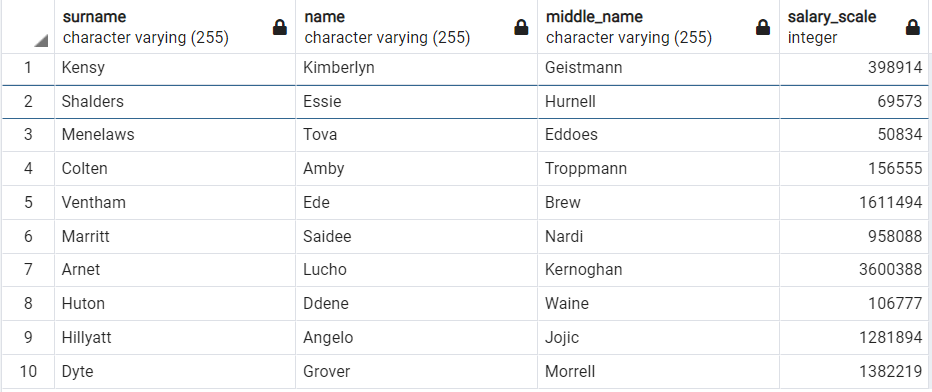 surname name middle_name salary_scale
character varying (255) character varying (255) character varying (255) integer
1 Kensy Kimberlyn Geistmann 398914
2 Shalders Essie Hurnell 69573
3 Menelaws Tova Eddoes 50834
4 Colten Amby Troppmann 156555
5 Ventham Ede Brew 1611494
6 Marritt Saidee Nardi 958088
7 Arnet Lucho Kernoghan 3600388
8 Huton Ddene Waine 106777
9 Hillyatt Angelo Jojic 1281894
10 Dyte Grover Morrell 1382219